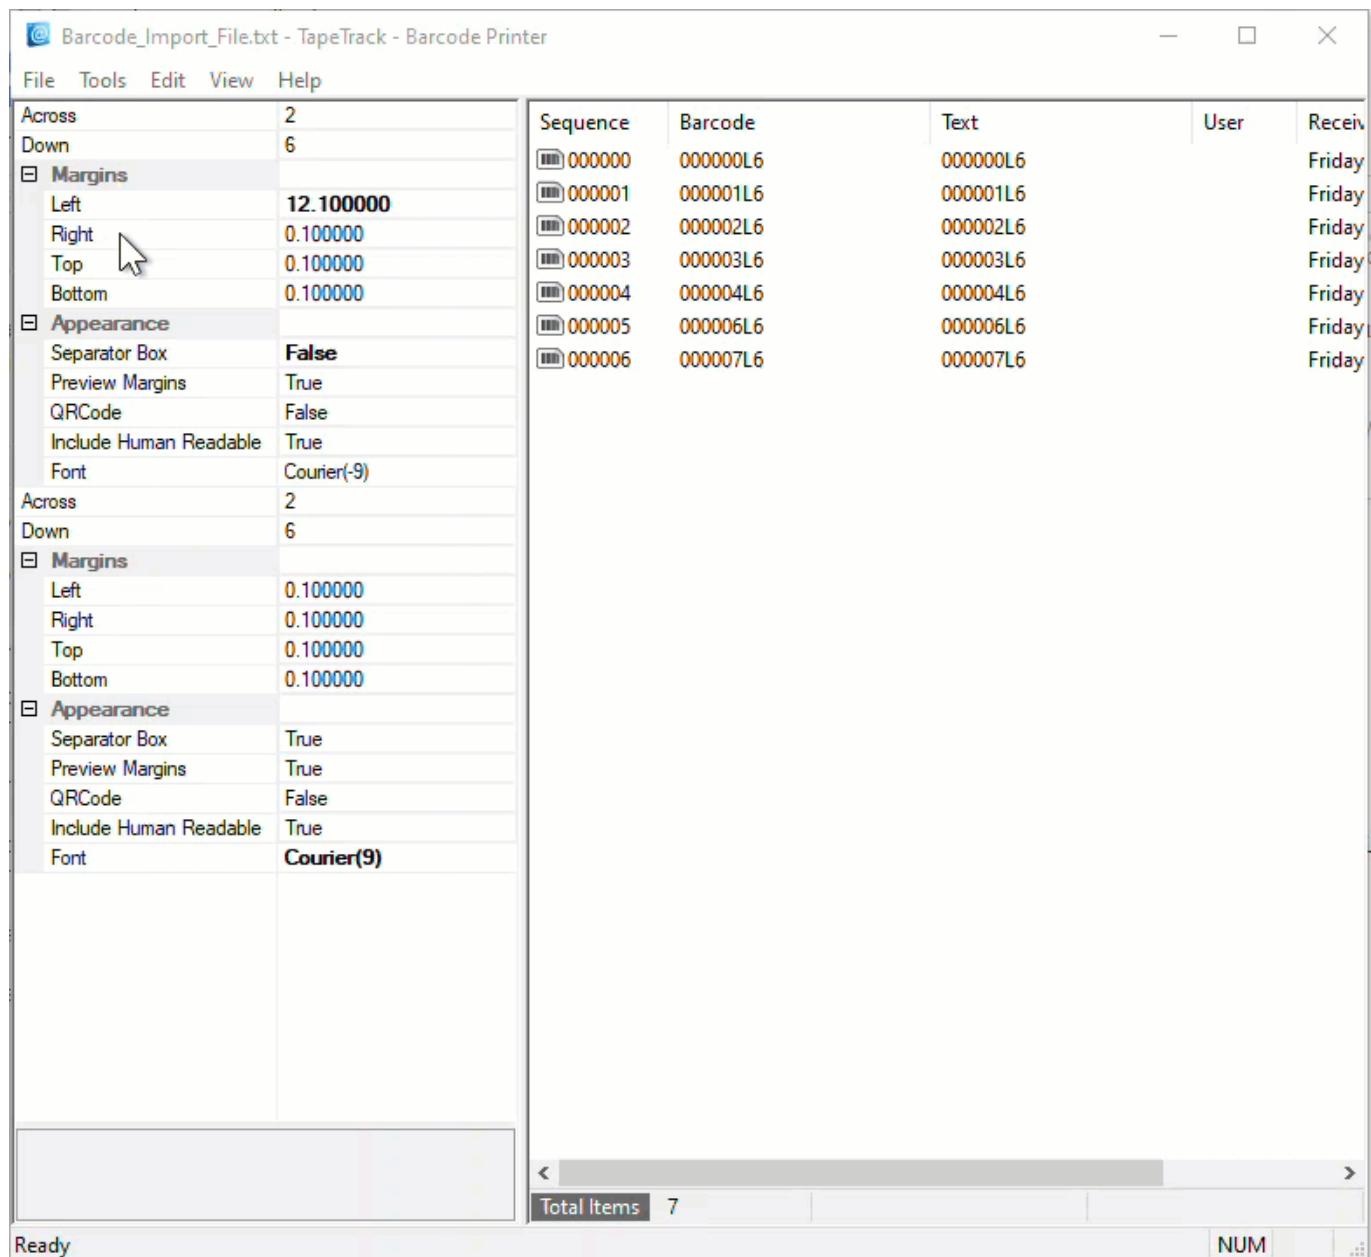 Barcode_Import_File.txt - TapeTrack - Barcode Printer
File Tools Edit View Help
Across 2
Down 6
Margins
Left 12.100000
Right 0.100000
Top 0.100000
Bottom 0.100000
Appearance
Separator Box False
Preview Margins True
QRCode False
Include Human Readable True
Font Courier(-9)
Across 2
Down 6
Margins
Left 0.100000
Right 0.100000
Top 0.100000
Bottom 0.100000
Appearance
Separator Box True
Preview Margins True
QRCode False
Include Human Readable True
Font Courier(9)
Sequence Barcode Text User Receiv
000000 000000L6 000000L6 Friday
000001 000001L6 000001L6 Friday
000002 000002L6 000002L6 Friday
000003 000003L6 000003L6 Friday
000004 000004L6 000004L6 Friday
000005 000006L6 000006L6 Friday
000006 000007L6 000007L6 Friday
Total Items 7
Ready NUM